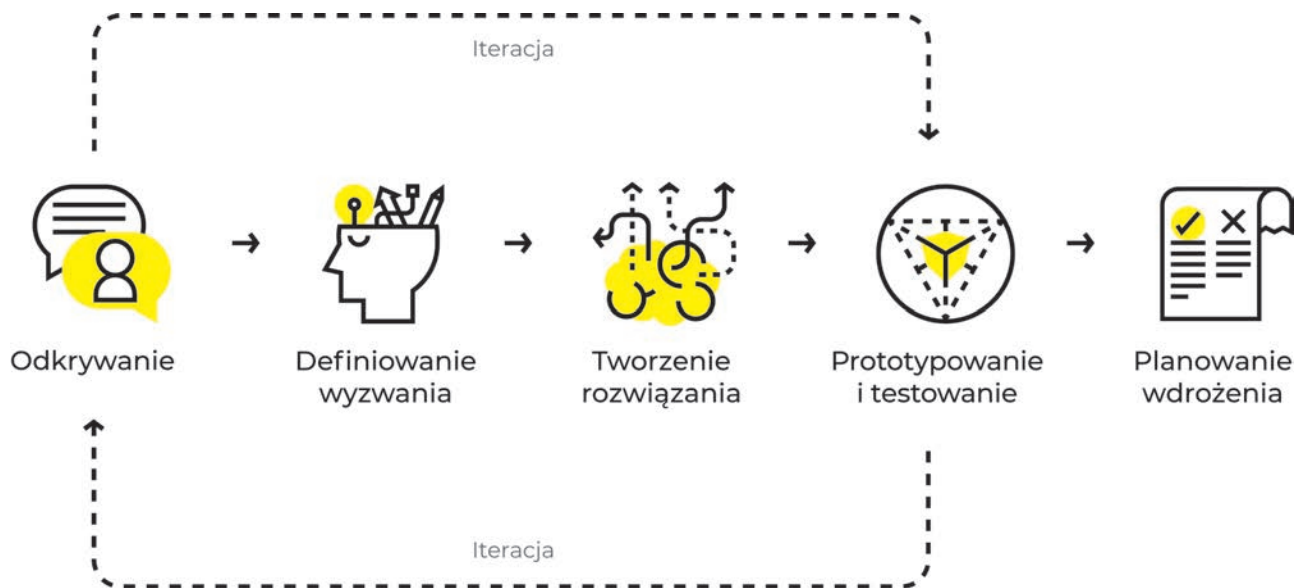 Iteracja
Odkrywanie
Definiowanie
wyzwania
Tworzenie
rozwiązania
Prototypowanie
i testowanie
Planowanie
wdrożenia
Iteracja